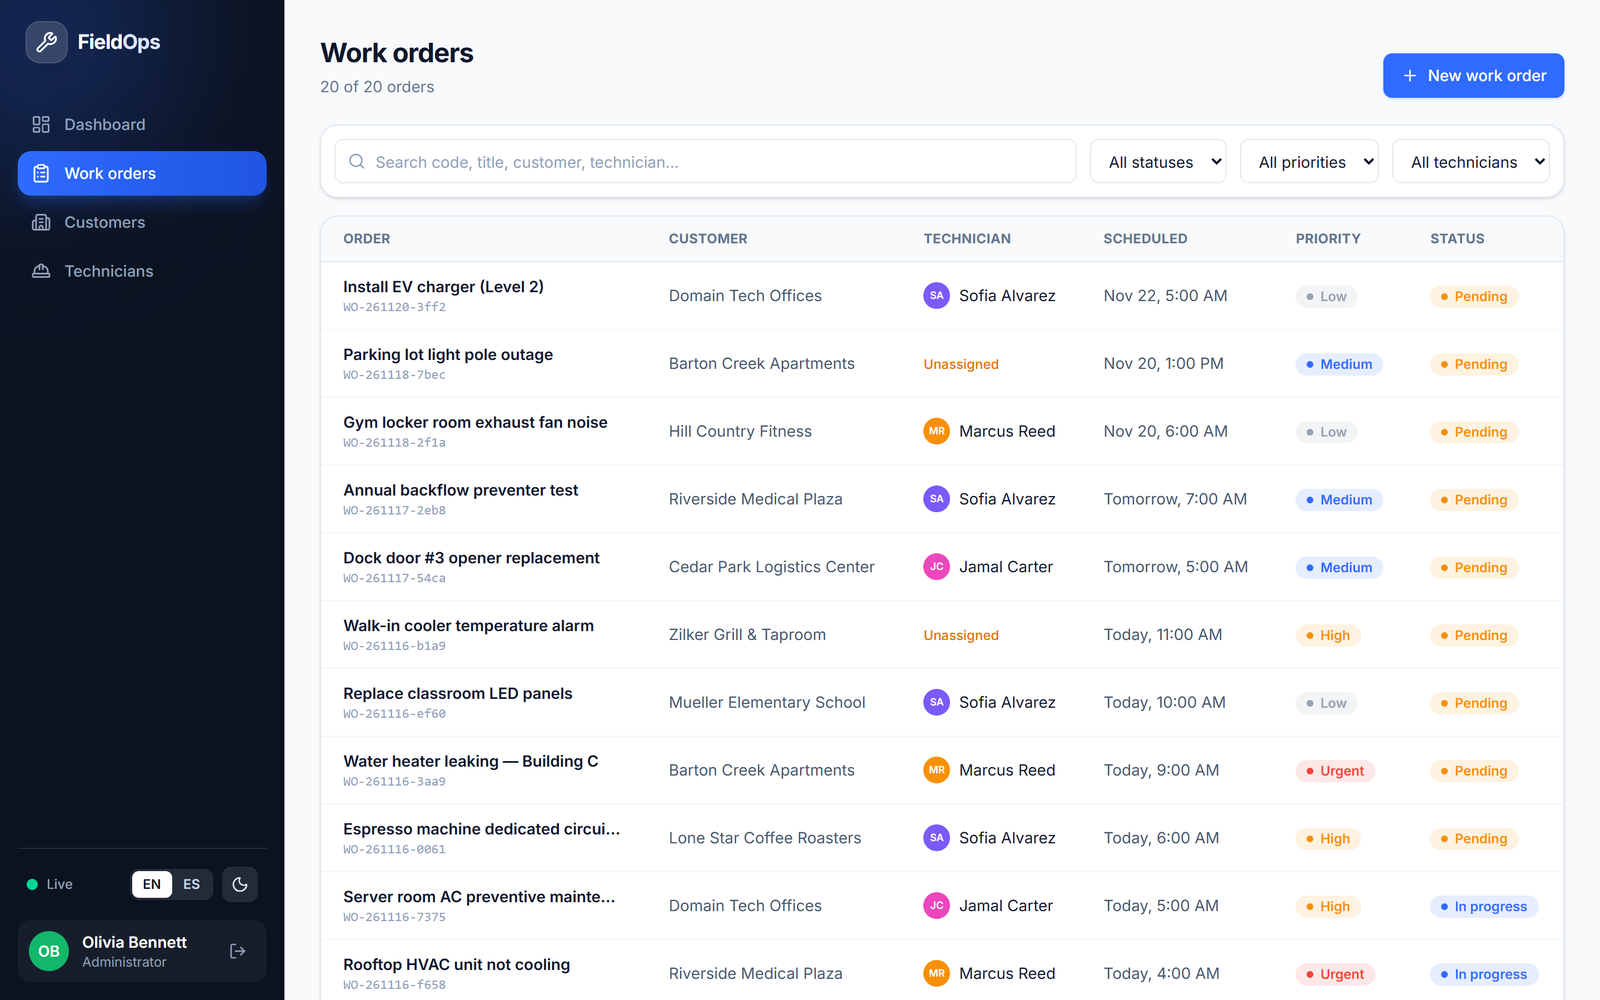 FieldOps
Dashboard
Work orders
Customers
Technicians
Live
EN ES
OB
Olivia Bennett
Administrator
Work orders
20 of 20 orders
New work order
Search code, title, customer, technician...
All statuses
All priorities
All technicians
ORDER CUSTOMER TECHNICIAN SCHEDULED PRIORITY STATUS
Install EV charger (Level 2)
WO-261120-3ff2
Domain Tech Offices SA Sofia Alvarez Nov 22, 5:00 AM Low Pending
Parking lot light pole outage
WO-261118-7bec
Barton Creek Apartments Unassigned Nov 20, 1:00 PM Medium Pending
Gym locker room exhaust fan noise
WO-261118-2f1a
Hill Country Fitness MR Marcus Reed Nov 20, 6:00 AM Low Pending
Annual backflow preventer test
WO-261117-2eb8
Riverside Medical Plaza SA Sofia Alvarez Tomorrow, 7:00 AM Medium Pending
Dock door #3 opener replacement
WO-261117-54ca
Cedar Park Logistics Center JC Jamal Carter Tomorrow, 5:00 AM Medium Pending
Walk-in cooler temperature alarm
WO-261116-b1a9
Zilker Grill & Taproom Unassigned Today, 11:00 AM High Pending
Replace classroom LED panels
WO-261116-ef60
Mueller Elementary School SA Sofia Alvarez Today, 10:00 AM Low Pending
Water heater leaking — Building C
WO-261116-3aa9
Barton Creek Apartments MR Marcus Reed Today, 9:00 AM Urgent Pending
Espresso machine dedicated circui...
WO-261116-0061
Lone Star Coffee Roasters SA Sofia Alvarez Today, 6:00 AM High Pending
Server room AC preventive mainte...
WO-261116-7375
Domain Tech Offices JC Jamal Carter Today, 5:00 AM High In progress
Rooftop HVAC unit not cooling
WO-261116-f658
Riverside Medical Plaza MR Marcus Reed Today, 4:00 AM Urgent In progress